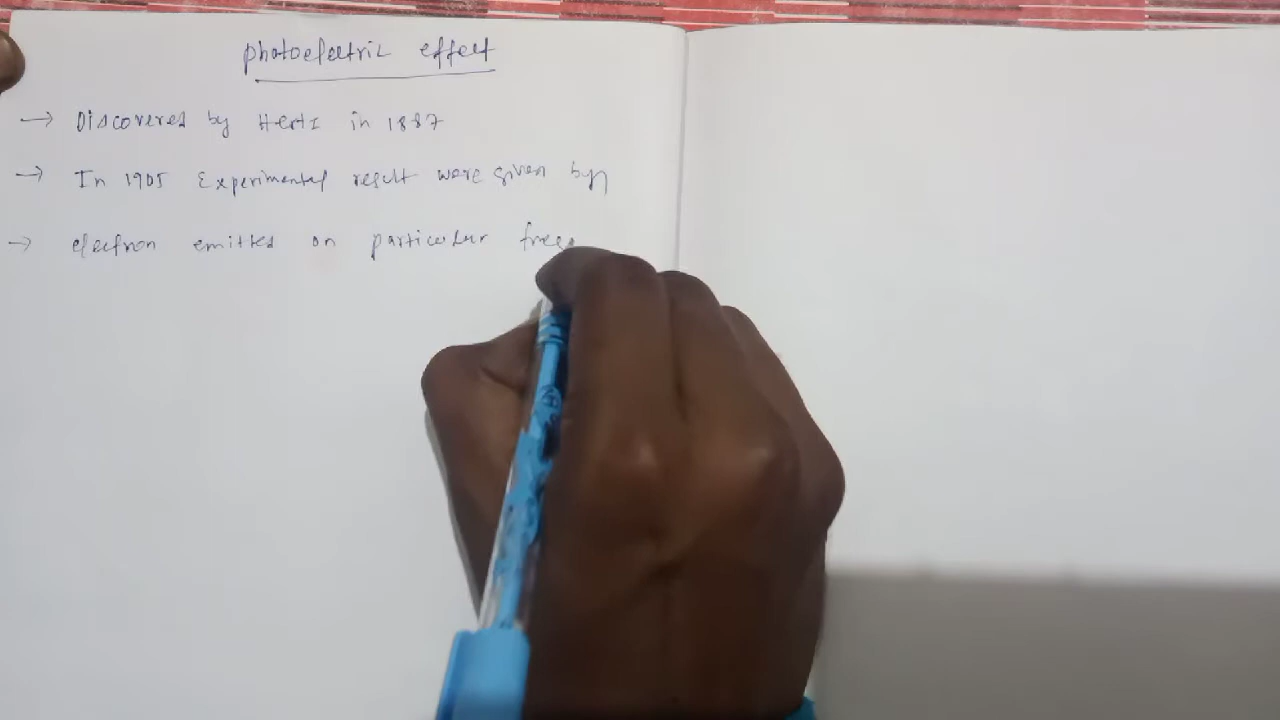 photoelectric effect
→ Discovered by Hertz in 1887
→ In 1905 Experimental result were given by
→ electron emitted on particular